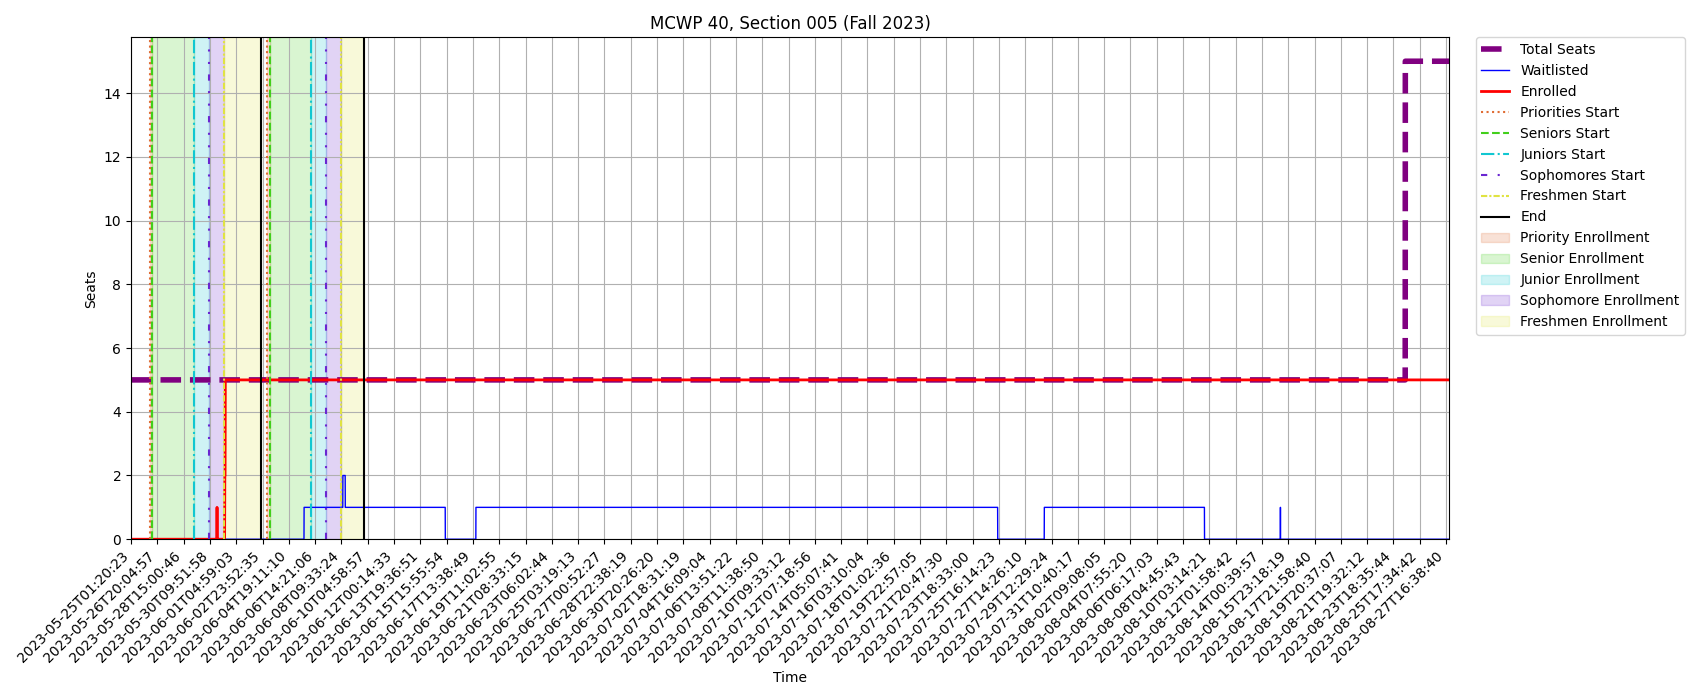 MCWP 40, Section 005 (Fall 2023)
Total Seats
Waitlisted
Enrolled
Priorities Start
Seniors Start
Juniors Start
Sophomores Start
Freshmen Start
End
Priority Enrollment
Senior Enrollment
Junior Enrollment
Sophomore Enrollment
Freshmen Enrollment
Seats
14
12
10
8
6
4
2
0
2023-05-25T01:20:23
2023-05-26T20:04:57
2023-05-28T15:00:46
2023-05-30T09:51:58
2023-06-01T04:59:03
2023-06-02T23:52:35
2023-06-04T19:11:10
2023-06-06T14:21:06
2023-06-08T09:33:24
2023-06-10T04:58:57
2023-06-12T00:14:33
2023-06-13T19:36:51
2023-06-15T15:55:54
2023-06-17T13:38:49
2023-06-19T11:02:55
2023-06-21T08:33:15
2023-06-23T06:02:44
2023-06-25T03:19:13
2023-06-27T00:52:27
2023-06-28T22:38:19
2023-06-30T20:26:20
2023-07-02T18:31:19
2023-07-04T16:09:04
2023-07-06T13:51:22
2023-07-08T11:38:50
2023-07-10T09:33:12
2023-07-12T07:18:56
2023-07-14T05:07:41
2023-07-16T03:10:04
2023-07-18T01:02:36
2023-07-19T22:57:05
2023-07-21T20:47:30
2023-07-23T18:33:00
2023-07-25T16:14:23
2023-07-27T14:26:10
2023-07-29T12:29:24
2023-07-31T10:40:17
2023-08-02T09:08:05
2023-08-04T07:55:20
2023-08-06T06:17:03
2023-08-08T04:45:43
2023-08-10T03:14:21
2023-08-12T01:58:42
2023-08-14T00:39:57
2023-08-15T23:18:19
2023-08-17T21:58:40
2023-08-19T20:37:07
2023-08-21T19:32:12
2023-08-23T18:35:44
2023-08-25T17:34:42
2023-08-27T16:38:40
Time